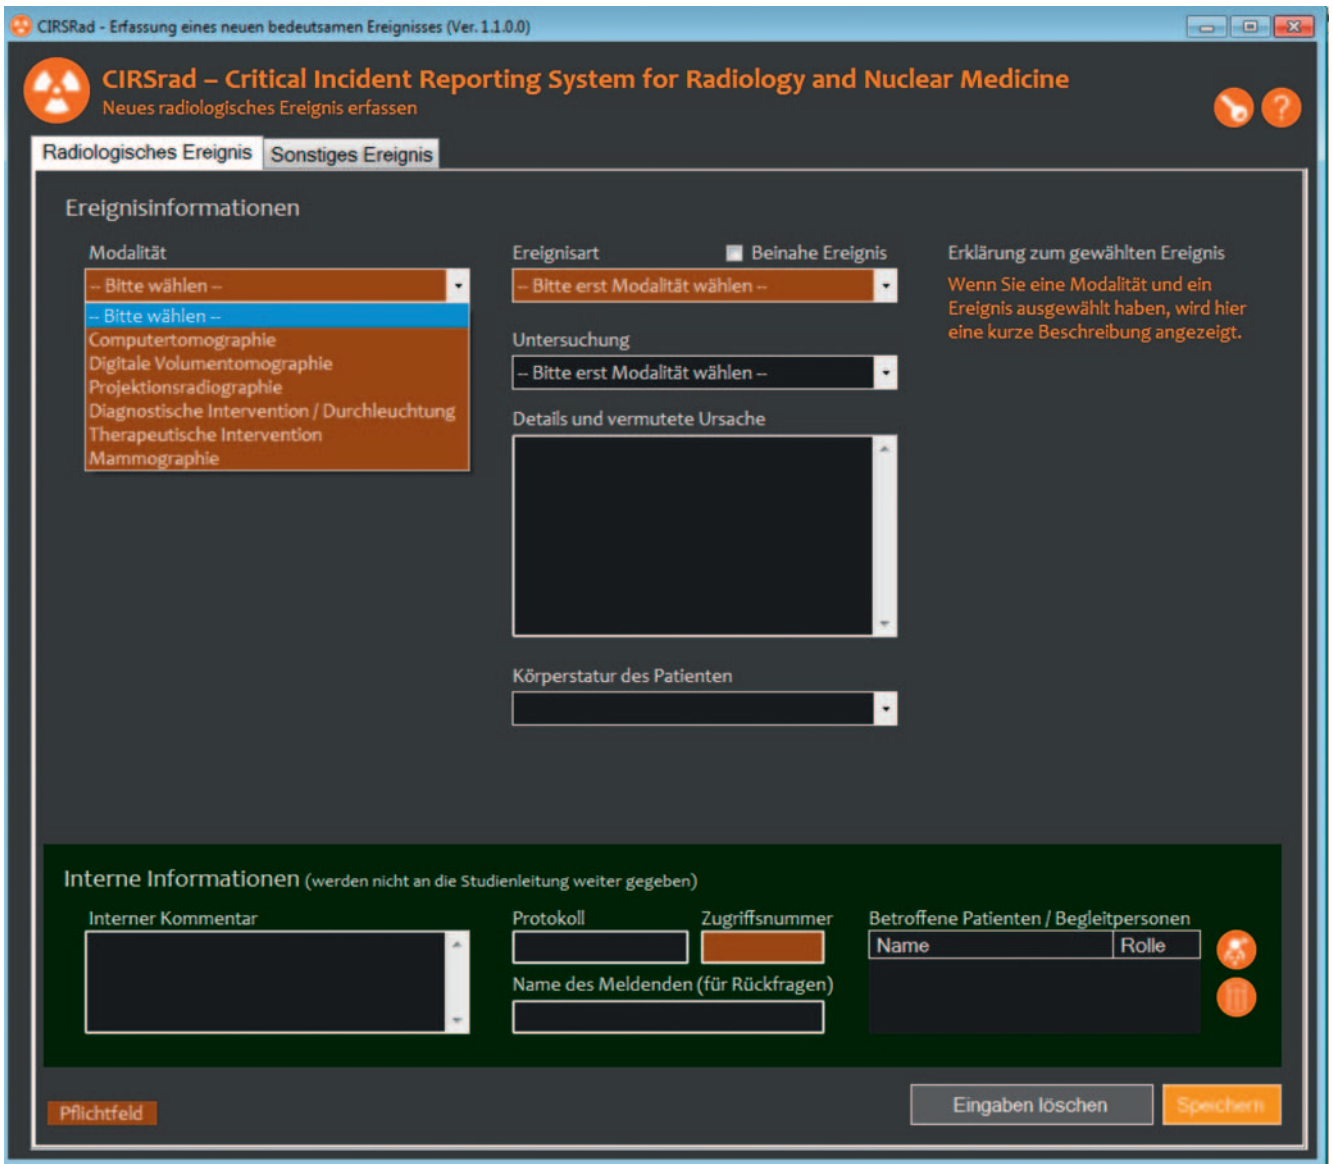 CIRSRad - Erfassung eines neuen bedeutsamen Ereignisses (Ver. 1.1.0.0)
CIRSrad – Critical Incident Reporting System for Radiology and Nuclear Medicine
Neues radiologisches Ereignis erfassen
Radiologisches Ereignis
Sonstiges Ereignis
Ereignisinformationen
Modalität
-- Bitte wählen --
-- Bitte wählen --
Computertomographie
Digitale Volumentomographie
Projektionsradiographie
Diagnostische Intervention / Durchleuchtung
Therapeutische Intervention
Mammographie
Ereignisart
Beinahe Ereignis
-- Bitte erst Modalität wählen --
Untersuchung
-- Bitte erst Modalität wählen --
Details und vermutete Ursache
Körperstatur des Patienten
Erklärung zum gewählten Ereignis
Wenn Sie eine Modalität und ein
Ereignis ausgewählt haben, wird hier
eine kurze Beschreibung angezeigt.
Interne Informationen (werden nicht an die Studienleitung weiter gegeben)
Interner Kommentar
Protokoll
Zugriffsnummer
Name des Meldenden (für Rückfragen)
Betroffene Patienten / Begleitpersonen
Name
Rolle
Pflichtfeld
Eingaben löschen
Speichern